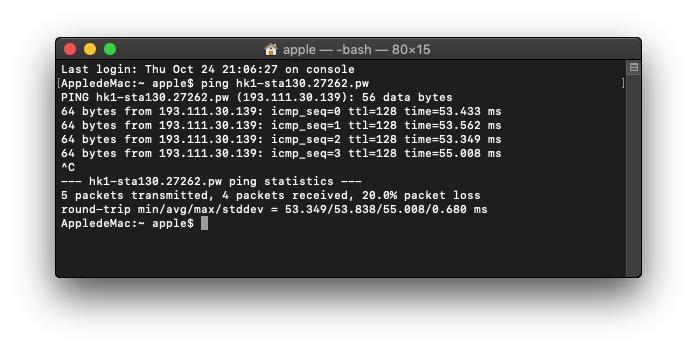 apple — -bash — 80×15
Last login: Thu Oct 24 21:06:27 on console
[AppledeMac:~ apple$ ping hk1-sta130.27262.pw ]
PING hk1-sta130.27262.pw (193.111.30.139): 56 data bytes
64 bytes from 193.111.30.139: icmp_seq=0 ttl=128 time=53.433 ms
64 bytes from 193.111.30.139: icmp_seq=1 ttl=128 time=53.562 ms
64 bytes from 193.111.30.139: icmp_seq=2 ttl=128 time=53.349 ms
64 bytes from 193.111.30.139: icmp_seq=3 ttl=128 time=55.008 ms
^C
--- hk1-sta130.27262.pw ping statistics ---
5 packets transmitted, 4 packets received, 20.0% packet loss
round-trip min/avg/max/stddev = 53.349/53.838/55.008/0.680 ms
AppledeMac:~ apple$